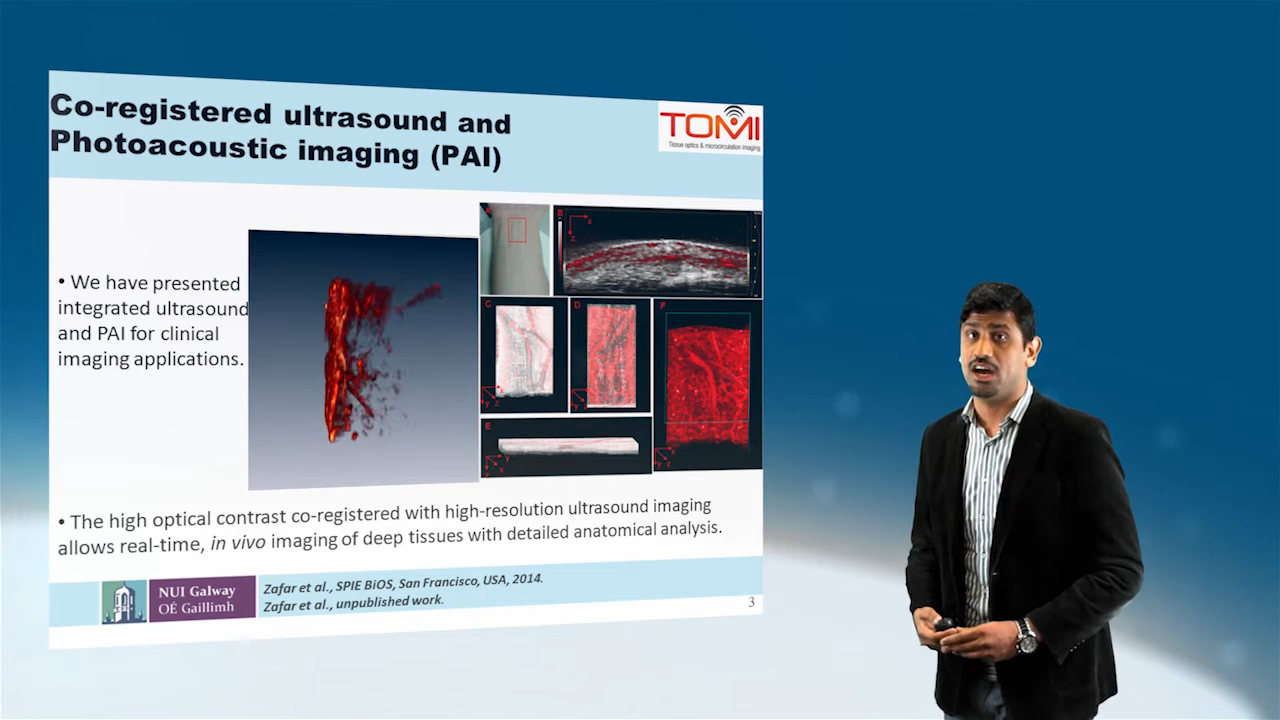 Co-registered ultrasound and
Photoacoustic imaging (PAI)
TOMI
Tissue optics & microcirculation imaging
• We have presented
integrated ultrasound
and PAI for clinical
imaging applications.
A
B
x
z
C
D
F
x
y
z
y
z
E
y
x
z
x
y
z
• The high optical contrast co-registered with high-resolution ultrasound imaging
allows real-time, in vivo imaging of deep tissues with detailed anatomical analysis.
NUI Galway
OÉ Gaillimh
Zafar et al., SPIE BiOS, San Francisco, USA, 2014.
Zafar et al., unpublished work.
3